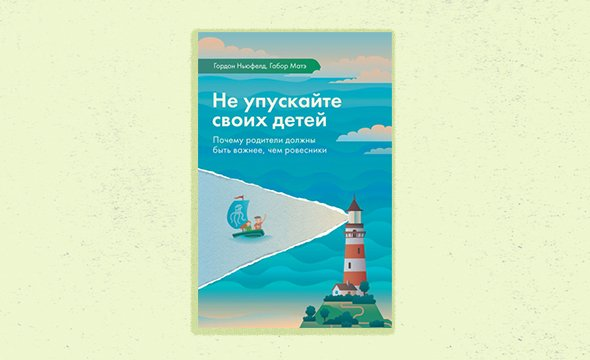 Гордон Ньюфелд, Габор Матэ
Не упускайте
своих детей
Почему родители должны
быть важнее, чем ровесники